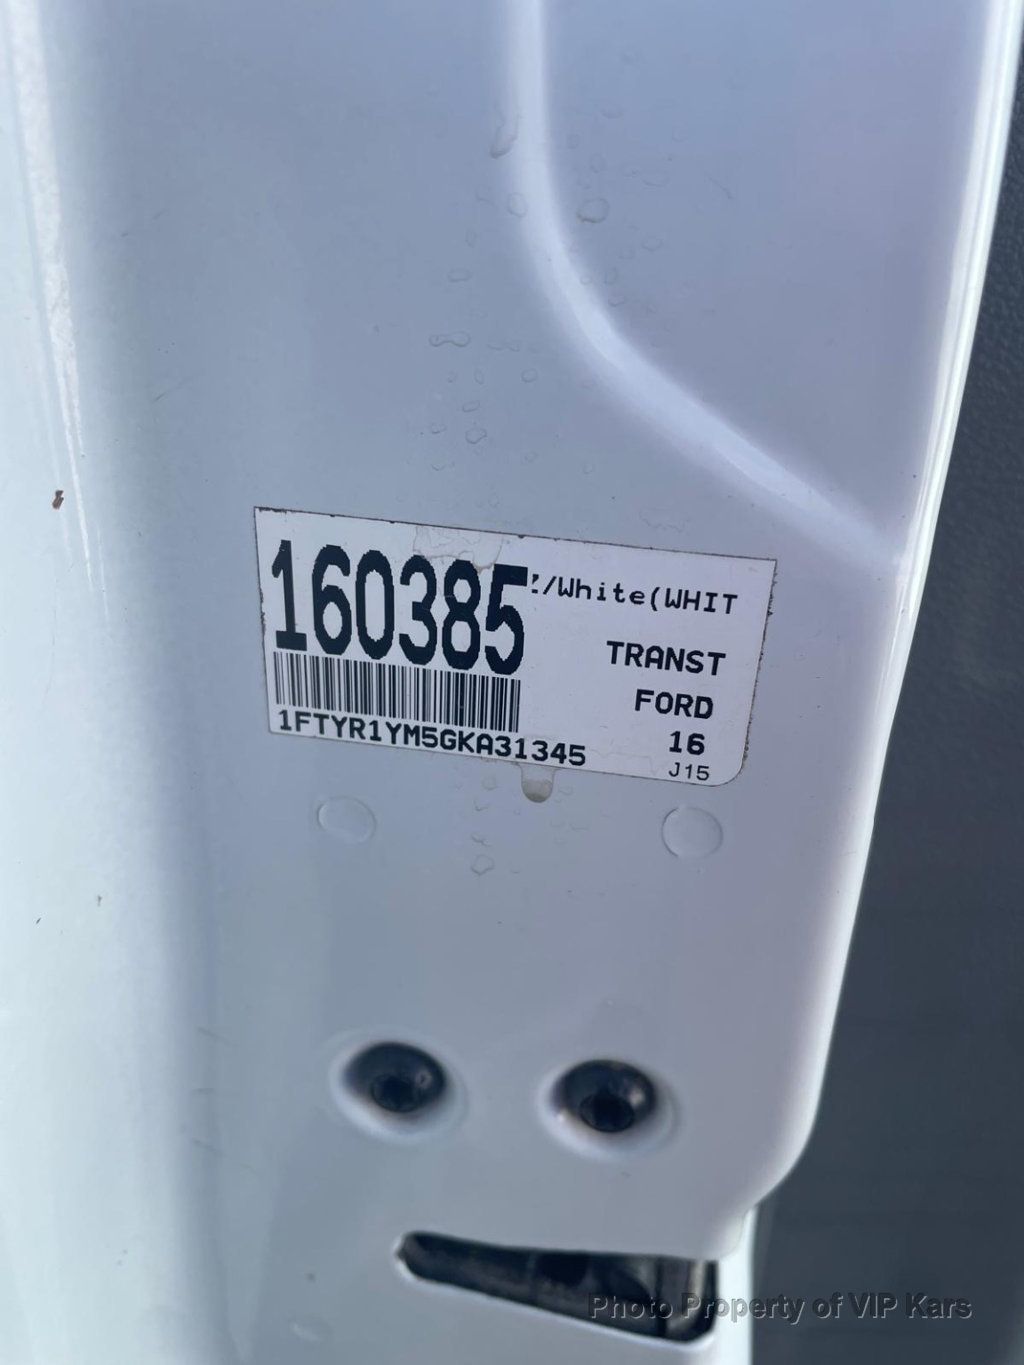 160385
/White(WHIT
TRANST
FORD
16
J15
1FTYR1YM5GKA31345
Photo Property of VIP Kars